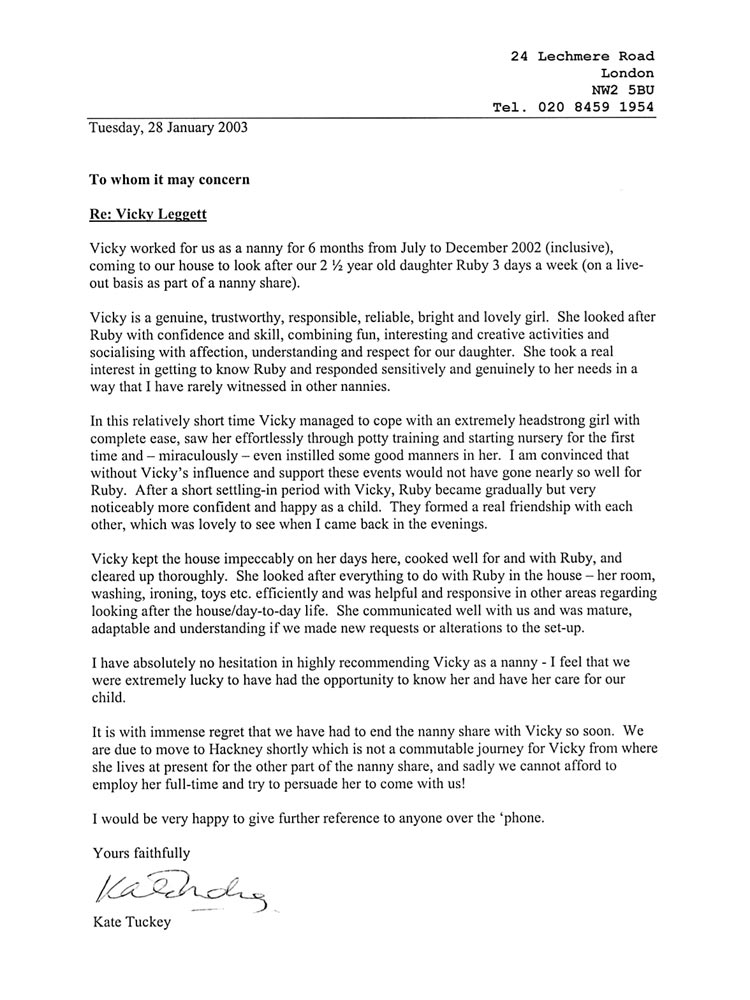 24 Lechmere Road
London
NW2 5BU
Tel. 020 8459 1954
Tuesday, 28 January 2003
To whom it may concern
Re: Vicky Leggett
Vicky worked for us as a nanny for 6 months from July to December 2002 (inclusive),
coming to our house to look after our 2 ½ year old daughter Ruby 3 days a week (on a live-
out basis as part of a nanny share).
Vicky is a genuine, trustworthy, responsible, reliable, bright and lovely girl.  She looked after
Ruby with confidence and skill, combining fun, interesting and creative activities and
socialising with affection, understanding and respect for our daughter.  She took a real
interest in getting to know Ruby and responded sensitively and genuinely to her needs in a
way that I have rarely witnessed in other nannies.
In this relatively short time Vicky managed to cope with an extremely headstrong girl with
complete ease, saw her effortlessly through potty training and starting nursery for the first
time and – miraculously – even instilled some good manners in her.  I am convinced that
without Vicky’s influence and support these events would not have gone nearly so well for
Ruby.  After a short settling-in period with Vicky, Ruby became gradually but very
noticeably more confident and happy as a child.  They formed a real friendship with each
other, which was lovely to see when I came back in the evenings.
Vicky kept the house impeccably on her days here, cooked well for and with Ruby, and
cleared up thoroughly.  She looked after everything to do with Ruby in the house – her room,
washing, ironing, toys etc. efficiently and was helpful and responsive in other areas regarding
looking after the house/day-to-day life.  She communicated well with us and was mature,
adaptable and understanding if we made new requests or alterations to the set-up.
I have absolutely no hesitation in highly recommending Vicky as a nanny - I feel that we
were extremely lucky to have had the opportunity to know her and have her care for our
child.
It is with immense regret that we have had to end the nanny share with Vicky so soon.  We
are due to move to Hackney shortly which is not a commutable journey for Vicky from where
she lives at present for the other part of the nanny share, and sadly we cannot afford to
employ her full-time and try to persuade her to come with us!
I would be very happy to give further reference to anyone over the ‘phone.
Yours faithfully
Kate Tuckey